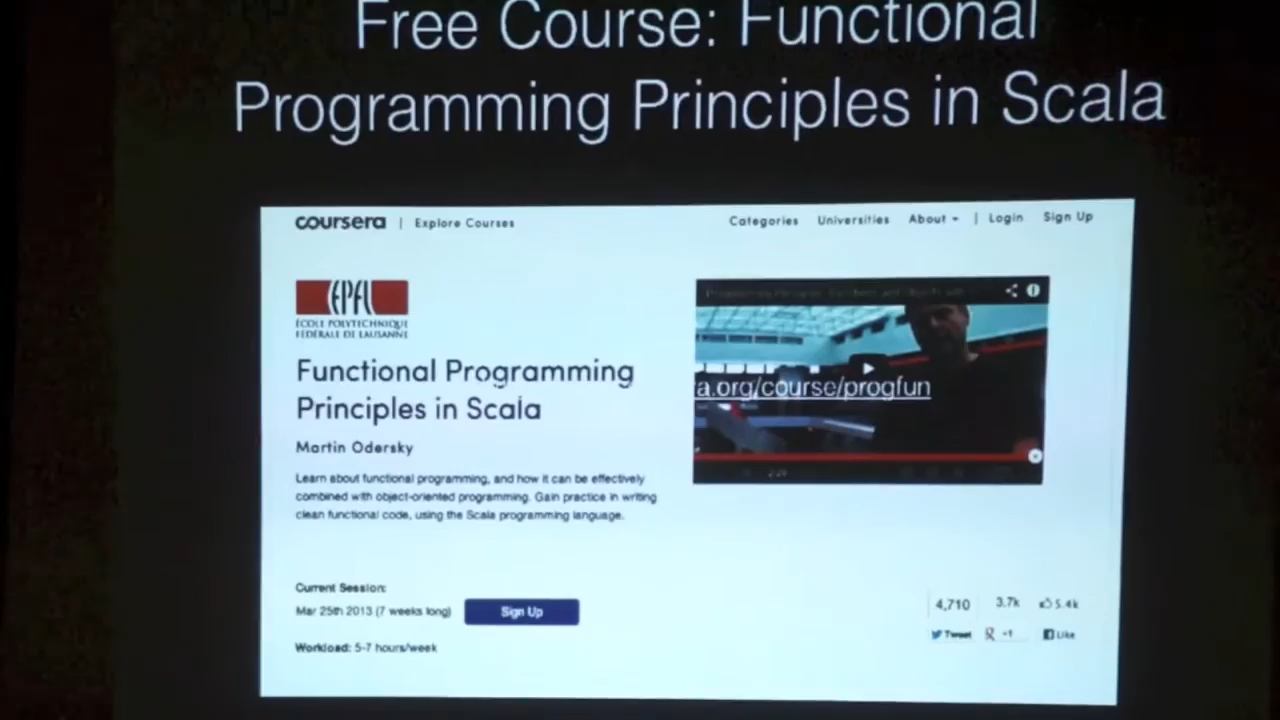 Free Course: Functional
Programming Principles in Scala
coursera | Explore Courses
Categories Universities About | Login Sign Up
EPFL
ÉCOLE POLYTECHNIQUE
FÉDÉRALE DE LAUSANNE
Functional Programming
Principles in Scala
Martin Odersky
Learn about functional programming, and how it can be effectively
combined with object-oriented programming. Gain practice in writing
clean functional code, using the Scala programming language.
a.org/course/progfun
Current Session:
Mar 25th 2013 (7 weeks long)
Sign Up
Workload: 5-7 hours/week
4,710 3.7k 5.4k
Tweet +1 Like